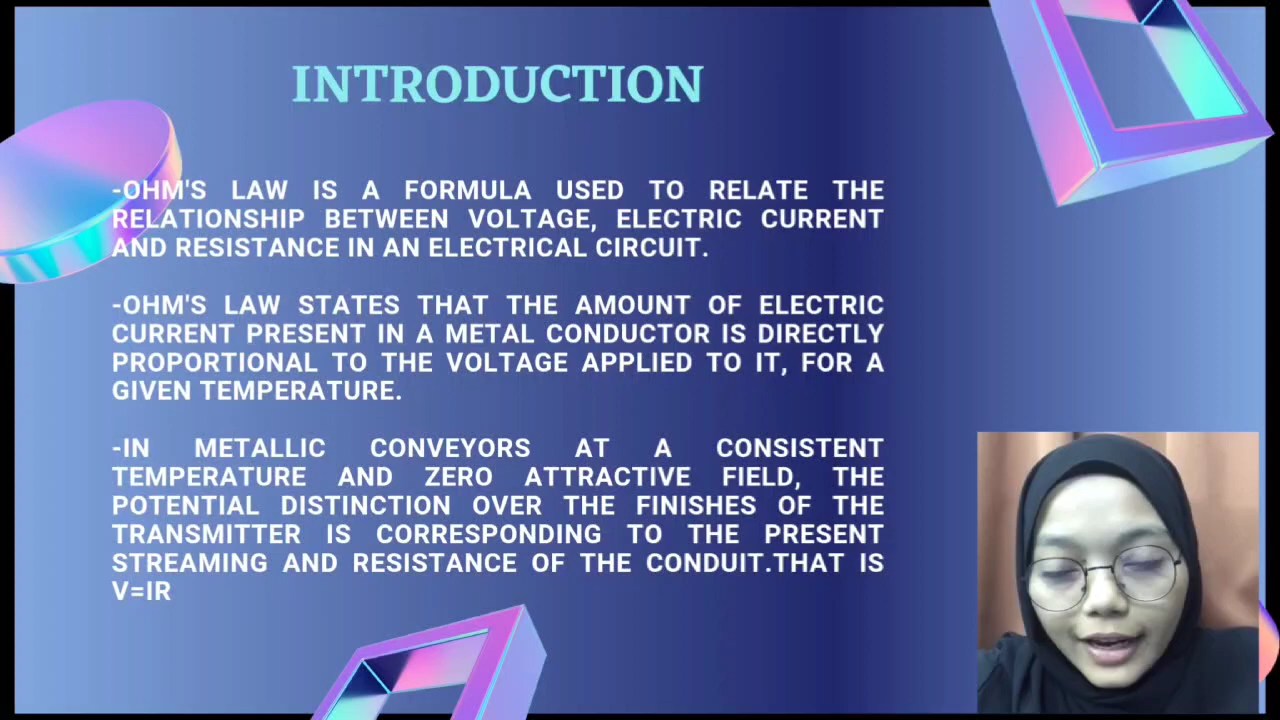 INTRODUCTION
-OHM'S LAW IS A FORMULA USED TO RELATE THE
RELATIONSHIP BETWEEN VOLTAGE, ELECTRIC CURRENT
AND RESISTANCE IN AN ELECTRICAL CIRCUIT.
-OHM'S LAW STATES THAT THE AMOUNT OF ELECTRIC
CURRENT PRESENT IN A METAL CONDUCTOR IS DIRECTLY
PROPORTIONAL TO THE VOLTAGE APPLIED TO IT, FOR A
GIVEN TEMPERATURE.
-IN METALLIC CONVEYORS AT A CONSISTENT
TEMPERATURE AND ZERO ATTRACTIVE FIELD, THE
POTENTIAL DISTINCTION OVER THE FINISHES OF THE
TRANSMITTER IS CORRESPONDING TO THE PRESENT
STREAMING AND RESISTANCE OF THE CONDUIT.THAT IS
V=IR